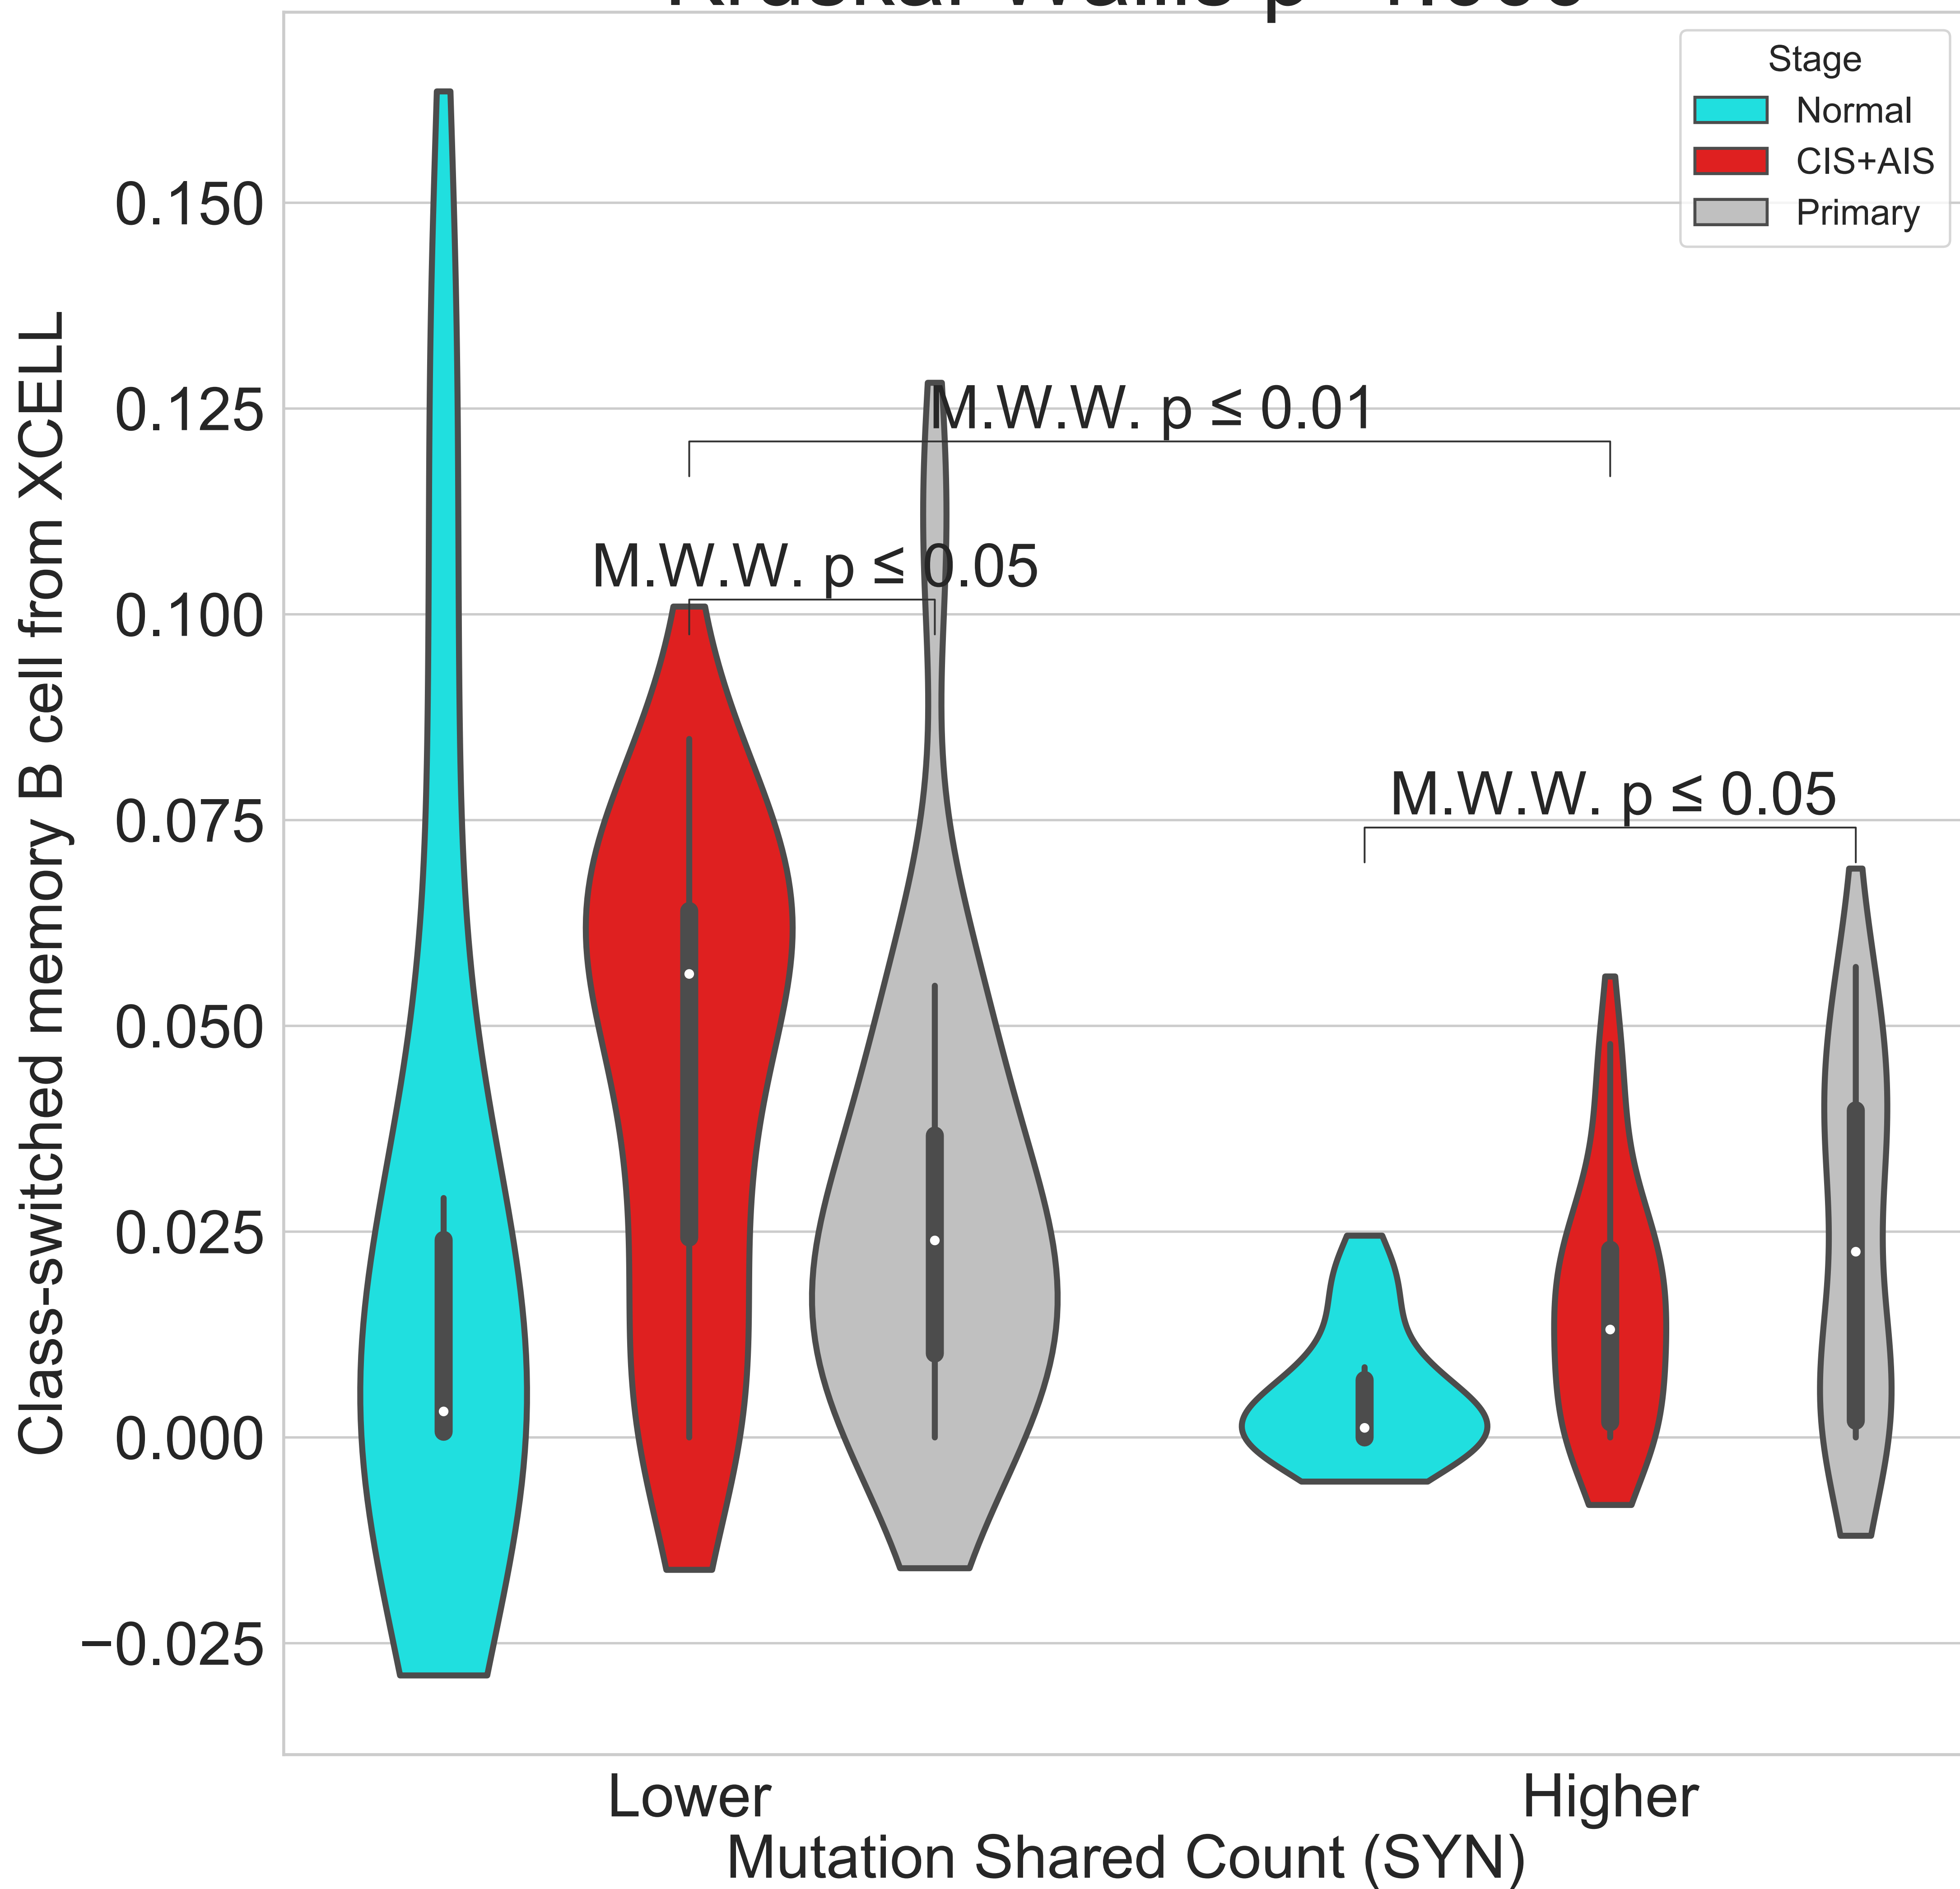 Stage
Normal
CIS+AIS
Primary
Class-switched memory B cell from XCELL
0.150
0.125
0.100
0.075
0.050
0.025
0.000
−0.025
M.W.W. p ≤ 0.01
M.W.W. p ≤ 0.05
M.W.W. p ≤ 0.05
Lower
Higher
Mutation Shared Count (SYN)